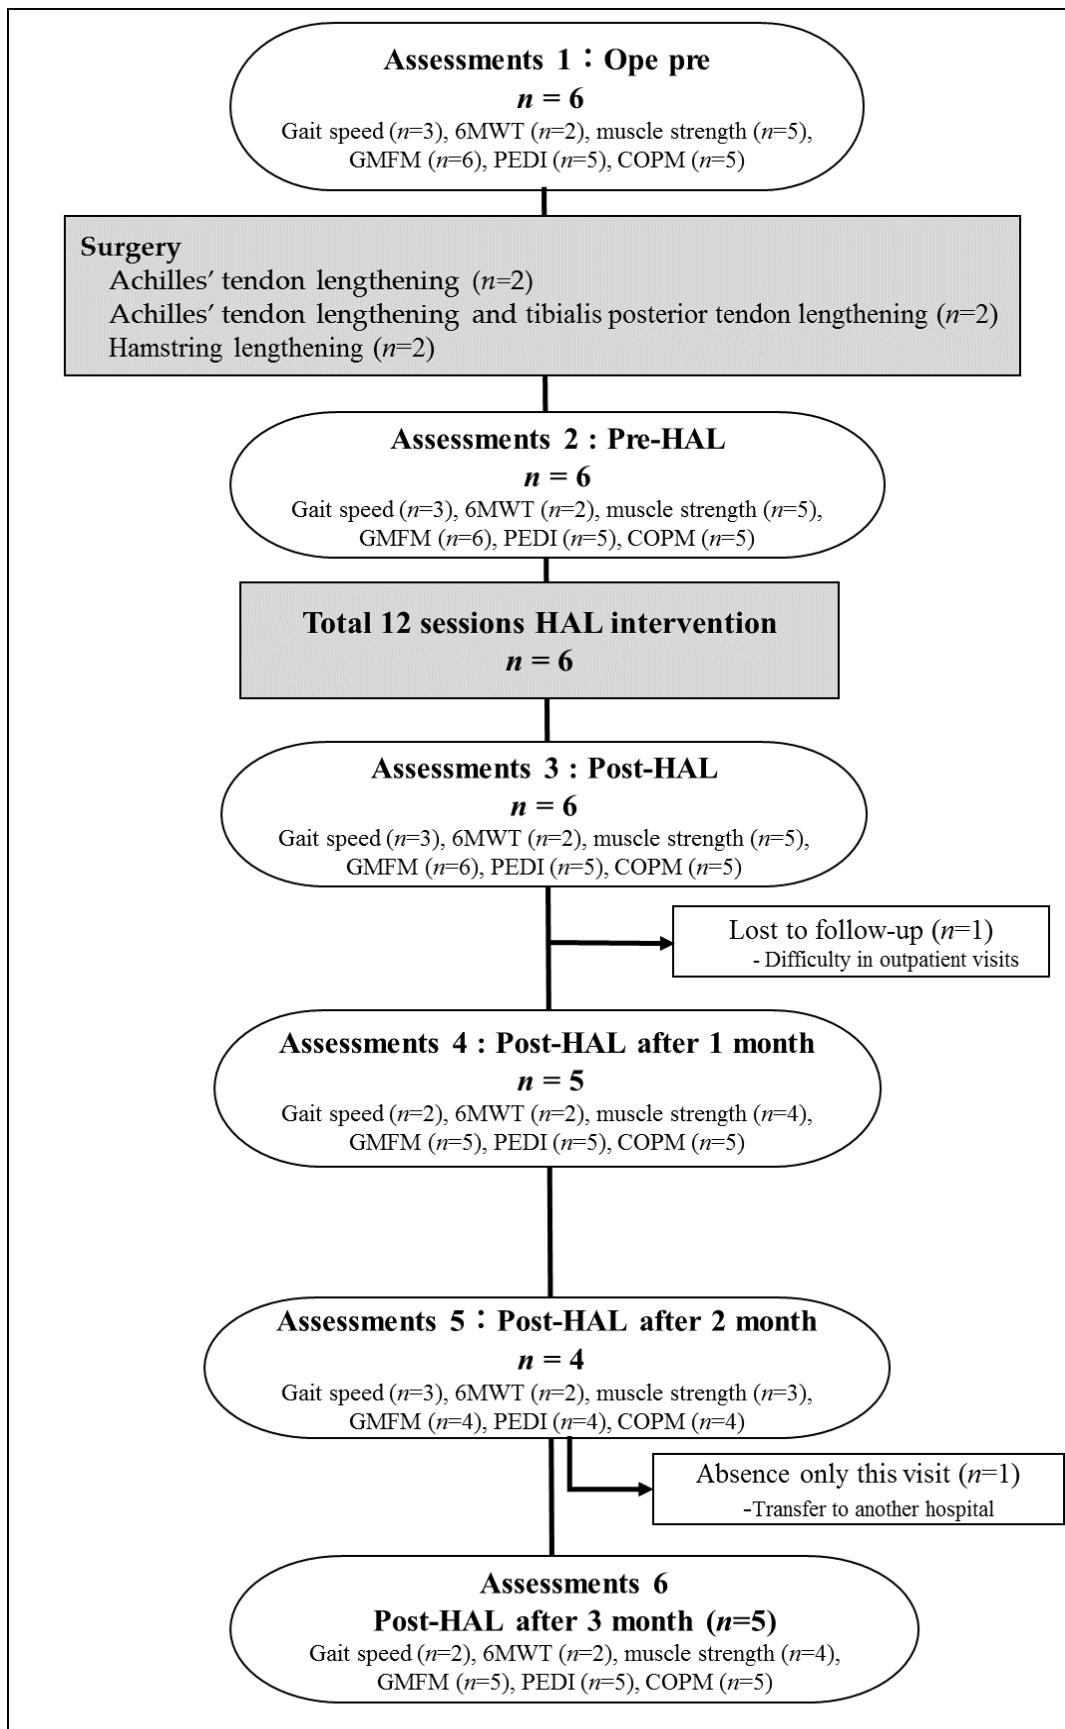 Assessments 1：Ope pre
n = 6
Gait speed (n=3), 6MWT (n=2), muscle strength (n=5),
GMFM (n=6), PEDI (n=5), COPM (n=5)
Surgery
Achilles’ tendon lengthening (n=2)
Achilles’ tendon lengthening and tibialis posterior tendon lengthening (n=2)
Hamstring lengthening (n=2)
Assessments 2 : Pre-HAL
n = 6
Gait speed (n=3), 6MWT (n=2), muscle strength (n=5),
GMFM (n=6), PEDI (n=5), COPM (n=5)
Total 12 sessions HAL intervention
n = 6
Assessments 3 : Post-HAL
n = 6
Gait speed (n=3), 6MWT (n=2), muscle strength (n=5),
GMFM (n=6), PEDI (n=5), COPM (n=5)
Lost to follow-up (n=1)
- Difficulty in outpatient visits
Assessments 4 : Post-HAL after 1 month
n = 5
Gait speed (n=2), 6MWT (n=2), muscle strength (n=4),
GMFM (n=5), PEDI (n=5), COPM (n=5)
Assessments 5：Post-HAL after 2 month
n = 4
Gait speed (n=3), 6MWT (n=2), muscle strength (n=3),
GMFM (n=4), PEDI (n=4), COPM (n=4)
Absence only this visit (n=1)
-Transfer to another hospital
Assessments 6
Post-HAL after 3 month (n=5)
Gait speed (n=2), 6MWT (n=2), muscle strength (n=4),
GMFM (n=5), PEDI (n=5), COPM (n=5)